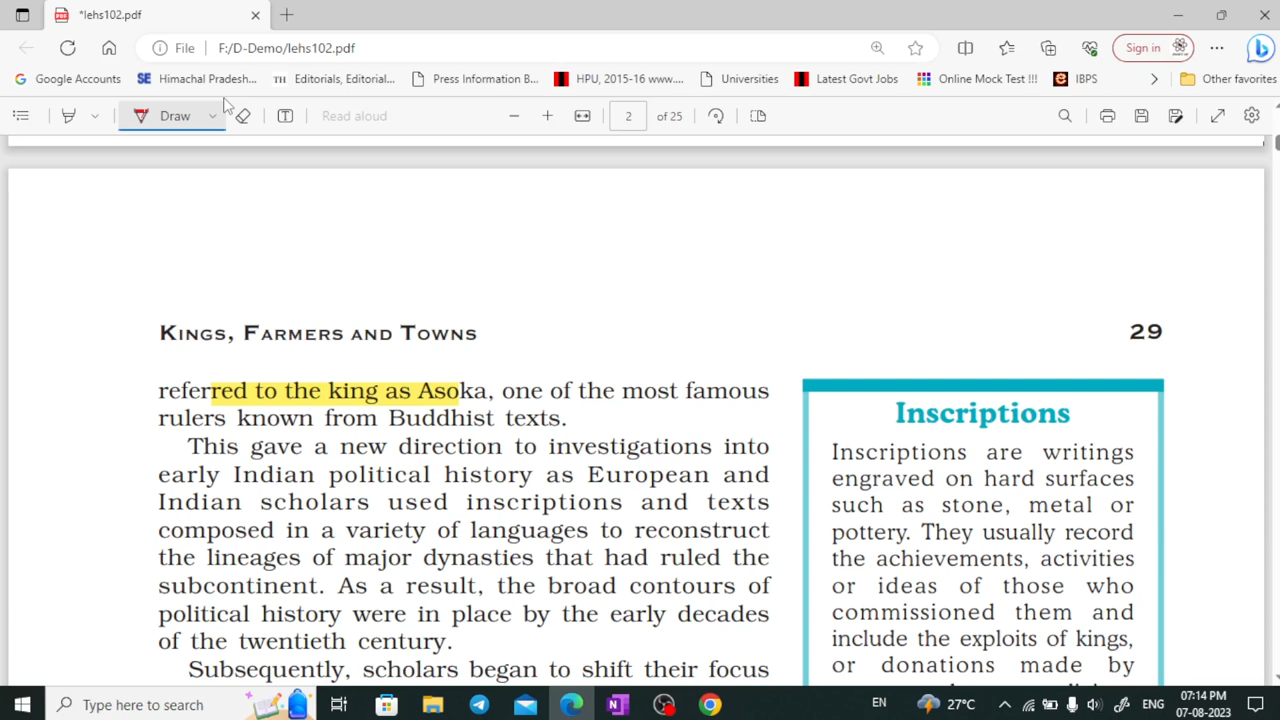 *lehs102.pdf
File F:/D-Demo/lehs102.pdf Sign in
Google Accounts Himachal Pradesh... Editorials, Editorial... Press Information B... HPU, 2015-16 www.... Universities Latest Govt Jobs Online Mock Test !!! IBPS Other favorites
Draw Read aloud 2 of 25
KINGS, FARMERS AND TOWNS 29
referred to the king as Asoka, one of the most famous
rulers known from Buddhist texts.
This gave a new direction to investigations into
early Indian political history as European and
Indian scholars used inscriptions and texts
composed in a variety of languages to reconstruct
the lineages of major dynasties that had ruled the
subcontinent. As a result, the broad contours of
political history were in place by the early decades
of the twentieth century.
Subsequently, scholars began to shift their focus
Inscriptions
Inscriptions are writings
engraved on hard surfaces
such as stone, metal or
pottery. They usually record
the achievements, activities
or ideas of those who
commissioned them and
include the exploits of kings,
or donations made by
Type here to search EN 27°C ENG 07:14 PM
07-08-2023